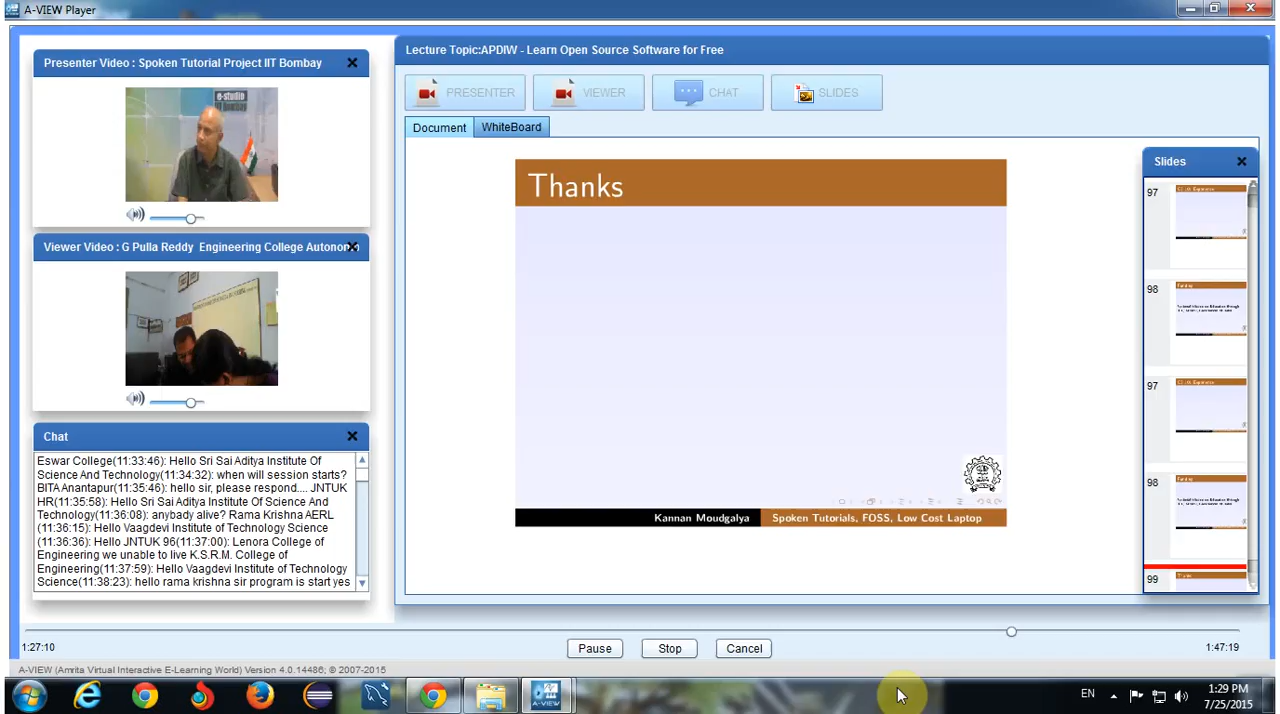 A-VIEW Player
Presenter Video : Spoken Tutorial Project IIT Bombay
e-studio
Viewer Video : G Pulla Reddy Engineering College Autonon
Chat
Eswar College(11:33:46): Hello Sri Sai Aditya Institute Of
Science And Technology(11:34:32): when will session starts?
BITA Anantapur(11:35:46): hello sir, please respond.... JNTUK
HR(11:35:58): Hello Sri Sai Aditya Institute Of Science And
Technology(11:36:08): anybady alive? Rama Krishna AERL
(11:36:15): Hello Vaagdevi Institute of Technology Science
(11:36:36): Hello JNTUK 96(11:37:00): Lenora College of
Engineering we unable to live K.S.R.M. College of
Engineering(11:37:59): Hello Vaagdevi Institute of Technology
Science(11:38:23): hello rama krishna sir program is start yes
Lecture Topic:APDIW - Learn Open Source Software for Free
PRESENTER
VIEWER
CHAT
SLIDES
Document
WhiteBoard
Thanks
Kannan Moudgalya
Spoken Tutorials, FOSS, Low Cost Laptop
Slides
97
98
Funding
97
98
Funding
99
Thanks
1:27:10
Pause
Stop
Cancel
1:47:19
A-VIEW (Amrita Virtual Interactive E-Learning World) Version 4.0.14486; © 2007-2015
A-VIEW
EN
1:29 PM
7/25/2015